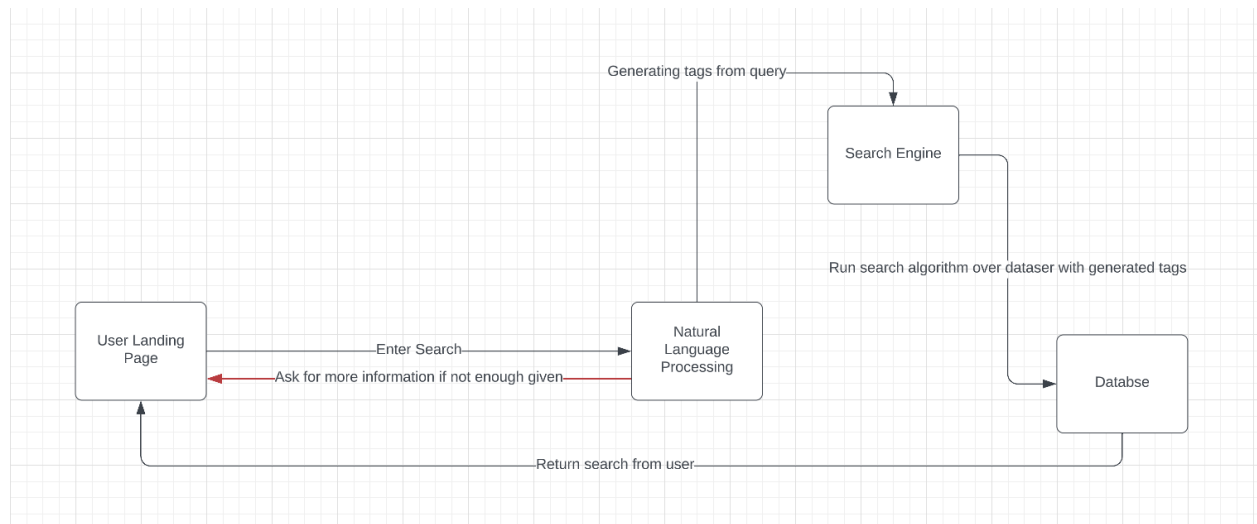 Generating tags from query
Search Engine
Run search algorithm over dataser with generated tags
User Landing
Page
Enter Search
Ask for more information if not enough given
Natural
Language
Processing
Databse
Return search from user